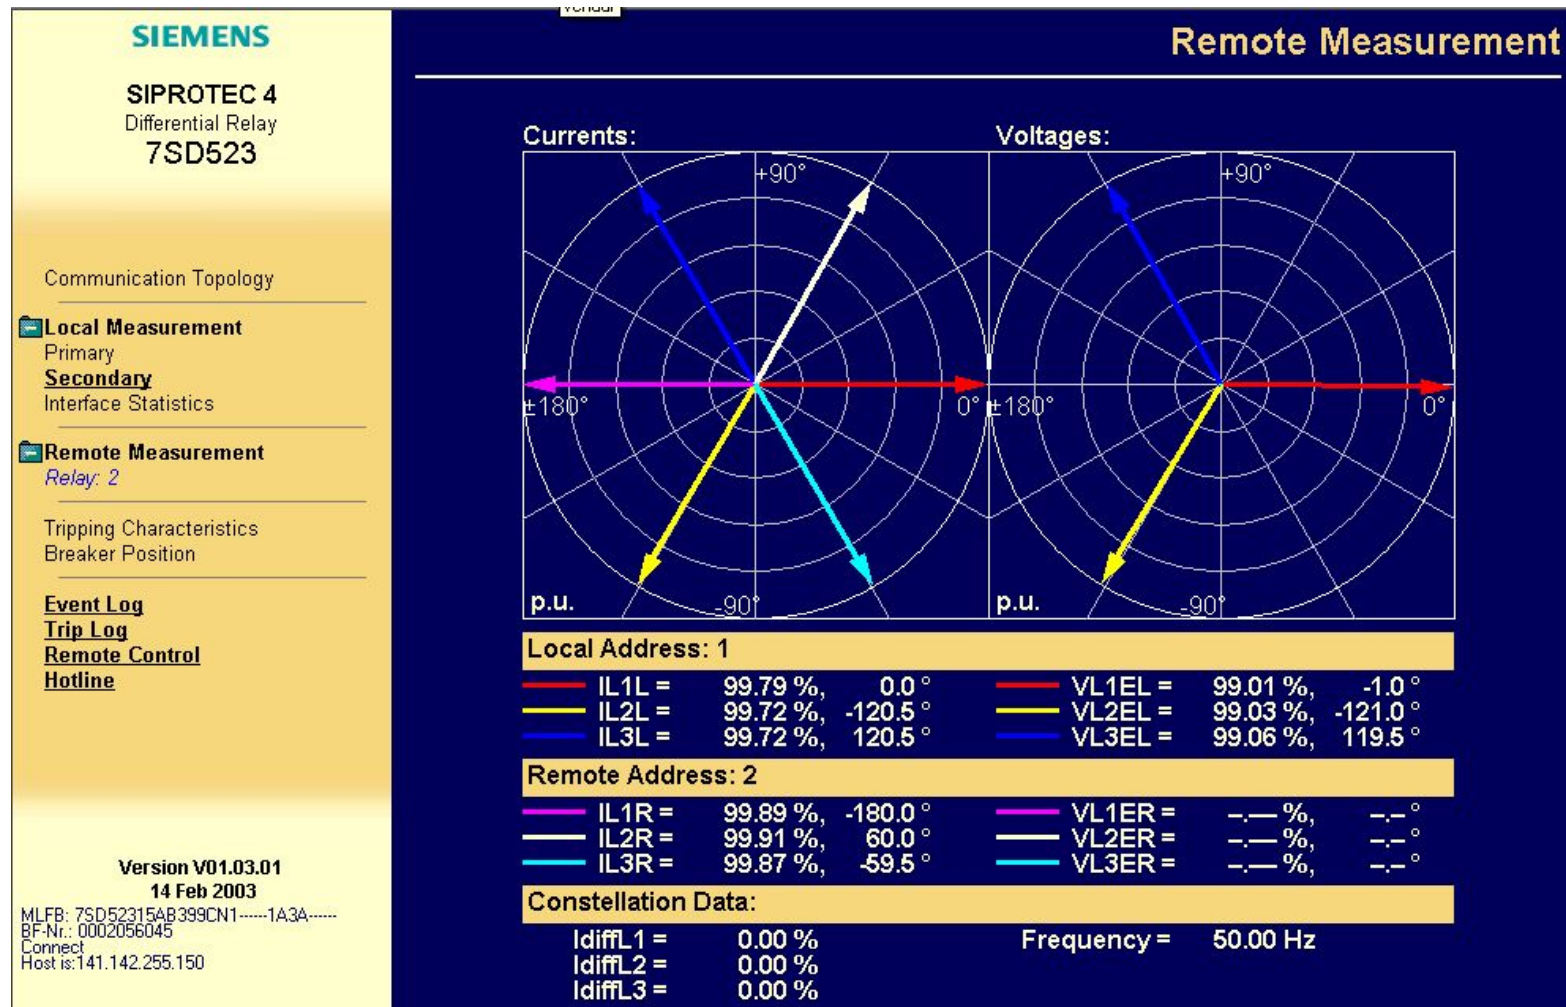 SIEMENS
SIPROTEC 4
Differential Relay
7SD523
Communication Topology
Local Measurement
Primary
Secondary
Interface Statistics
Remote Measurement
Relay: 2
Tripping Characteristics
Breaker Position
Event Log
Trip Log
Remote Control
Hotline
Version V01.03.01
14 Feb 2003
MLFB: 7SD52315AB399CN1-----1A3A------
BF-Nr.: 0002056045
Connect
Host is:141.142.255.150
Remote Measurement
Currents: Voltages:
+90° +90°
±180° 0° ±180° 0°
p.u. -90° p.u. -90°
Local Address: 1
IL1L = 99.79 %, 0.0 ° VL1EL = 99.01 %, -1.0 °
IL2L = 99.72 %, -120.5 ° VL2EL = 99.03 %, -121.0 °
IL3L = 99.72 %, 120.5 ° VL3EL = 99.06 %, 119.5 °
Remote Address: 2
IL1R = 99.89 %, -180.0 ° VL1ER = –.–– %, –.– °
IL2R = 99.91 %, 60.0 ° VL2ER = –.–– %, –.– °
IL3R = 99.87 %, -59.5 ° VL3ER = –.–– %, –.– °
Constellation Data:
IdiffL1 = 0.00 % Frequency = 50.00 Hz
IdiffL2 = 0.00 %
IdiffL3 = 0.00 %